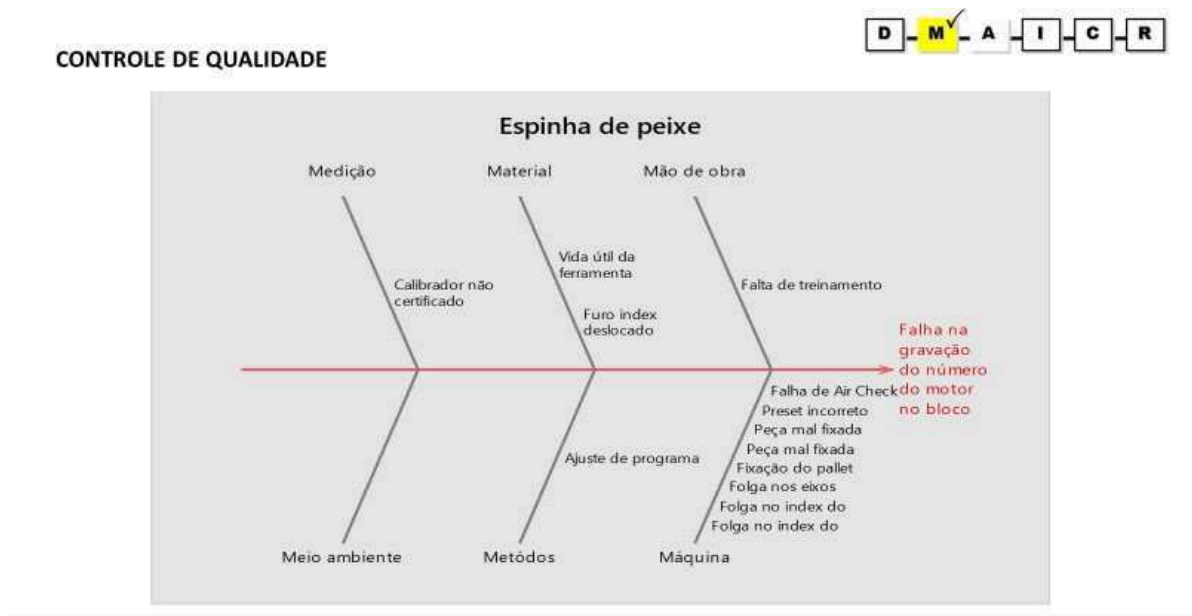 D M A I C R
CONTROLE DE QUALIDADE
Espinha de peixe
Medição
Material
Mão de obra
Vida útil da
ferramenta
Calibrador não
certificado
Falta de treinamento
Furo index
deslocado
Falha na
gravação
do número
do motor
no bloco
Falha de Air Check
Preset incorreto
Peça mal fixada
Peça mal fixada
Fixação do pallet
Folga nos eixos
Folga no index do
Folga no index do
Ajuste de programa
Meio ambiente
Metódos
Máquina